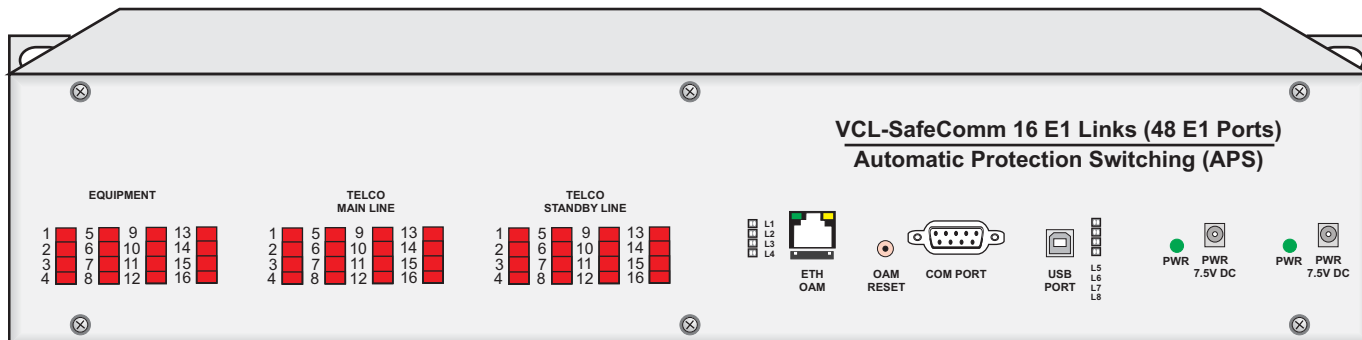 VCL-SafeComm 16 E1 Links (48 E1 Ports)
Automatic Protection Switching (APS)
EQUIPMENT
1 5 9 13
2 6 10 14
3 7 11 15
4 8 12 16
TELCO
MAIN LINE
1 5 9 13
2 6 10 14
3 7 11 15
4 8 12 16
TELCO
STANDBY LINE
1 5 9 13
2 6 10 14
3 7 11 15
4 8 12 16
L1
L2
L3
L4
ETH
OAM
OAM
RESET
COM PORT
USB
PORT
L5
L6
L7
L8
PWR
PWR
7.5V DC
PWR
PWR
7.5V DC